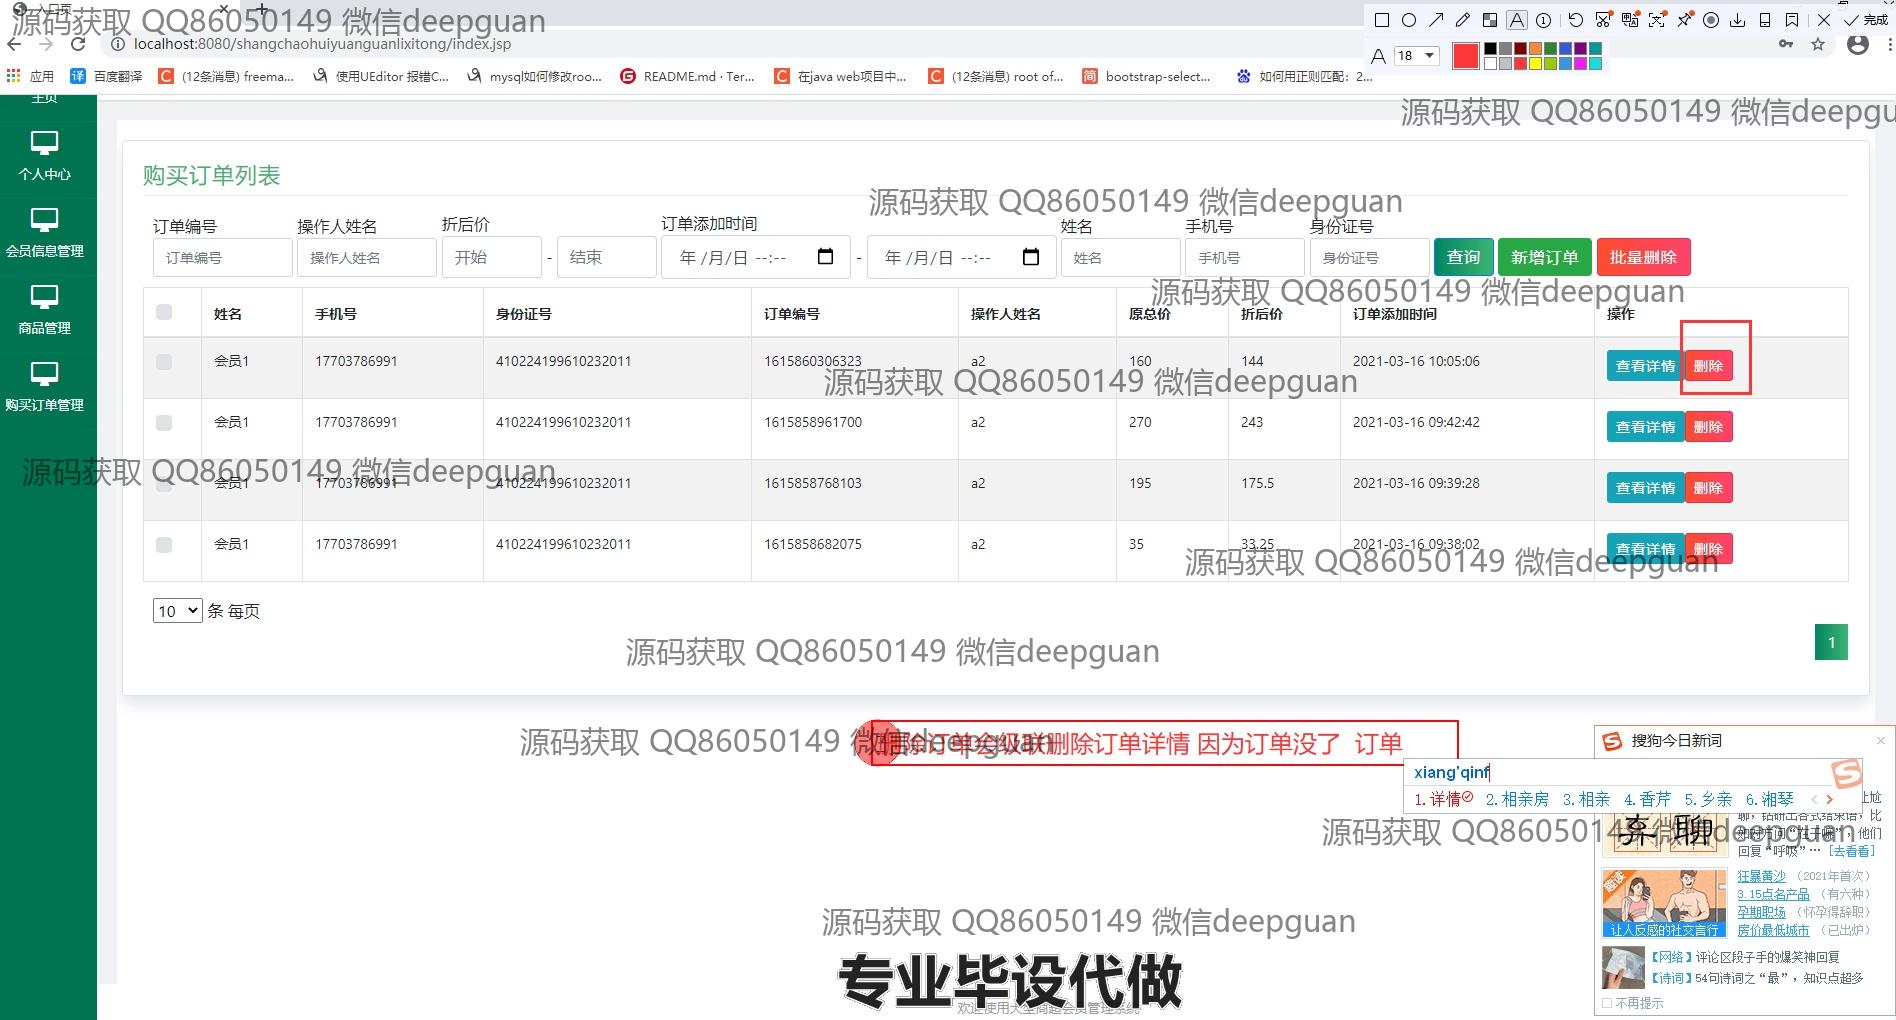 入口页
源码获取 QQ86050149 微信deepguan
localhost:8080/shangchaohuiyuanguanlixitong/index.jsp
完成
A 18
应用 百度翻译 (12条消息) freema... 使用UEditor 报错C... mysql如何修改roo... README.md · Ter... 在java web项目中... (12条消息) root of... bootstrap-select... 如何用正则匹配：2...
主页
源码获取 QQ86050149 微信deepgu
个人中心
会员信息管理
商品管理
购买订单管理
购买订单列表
源码获取 QQ86050149 微信deepguan
订单编号 操作人姓名 折后价 订单添加时间 姓名 手机号 身份证号
订单编号 操作人姓名 开始 - 结束 年 /月/日 --:-- - 年 /月/日 --:-- 姓名 手机号 身份证号 查询 新增订单 批量删除
源码获取 QQ86050149 微信deepguan
姓名 手机号 身份证号 订单编号 操作人姓名 原总价 折后价 订单添加时间 操作
会员1 17703786991 410224199610232011 1615860306323 a2 160 144 2021-03-16 10:05:06 查看详情 删除
源码获取 QQ86050149 微信deepguan
会员1 17703786991 410224199610232011 1615858961700 a2 270 243 2021-03-16 09:42:42 查看详情 删除
源码获取 QQ86050149 微信deepguan
会员1 17703786991 410224199610232011 1615858768103 a2 195 175.5 2021-03-16 09:39:28 查看详情 删除
会员1 17703786991 410224199610232011 1615858682075 a2 35 33.25 2021-03-16 09:38:02 查看详情 删除
源码获取 QQ86050149 微信deepguan
10 条 每页
1
源码获取 QQ86050149 微信deepguan
源码获取 QQ86050149 微信deepguan
删除订单会级联删除订单详情 因为订单没了 订单
搜狗今日新词
xiang'qinf
1.详情 2.相亲房 3.相亲 4.香芹 5.乡亲 6.湘琴
源码获取 QQ86050149 微信deepguan
弃 聊
回复“呼吸”… [去看看]
趣读
让人反感的社交言行
狂暴黄沙 （2021年首次）
3.15点名产品 （有六种）
孕期职场 （怀孕得辞职）
房价最低城市 （已出炉）
源码获取 QQ86050149 微信deepguan
【网络】评论区段子手的爆笑神回复
【诗词】54句诗词之“最”，知识点超多
不再提示
专业毕设代做
欢迎使用大型商超会员管理系统